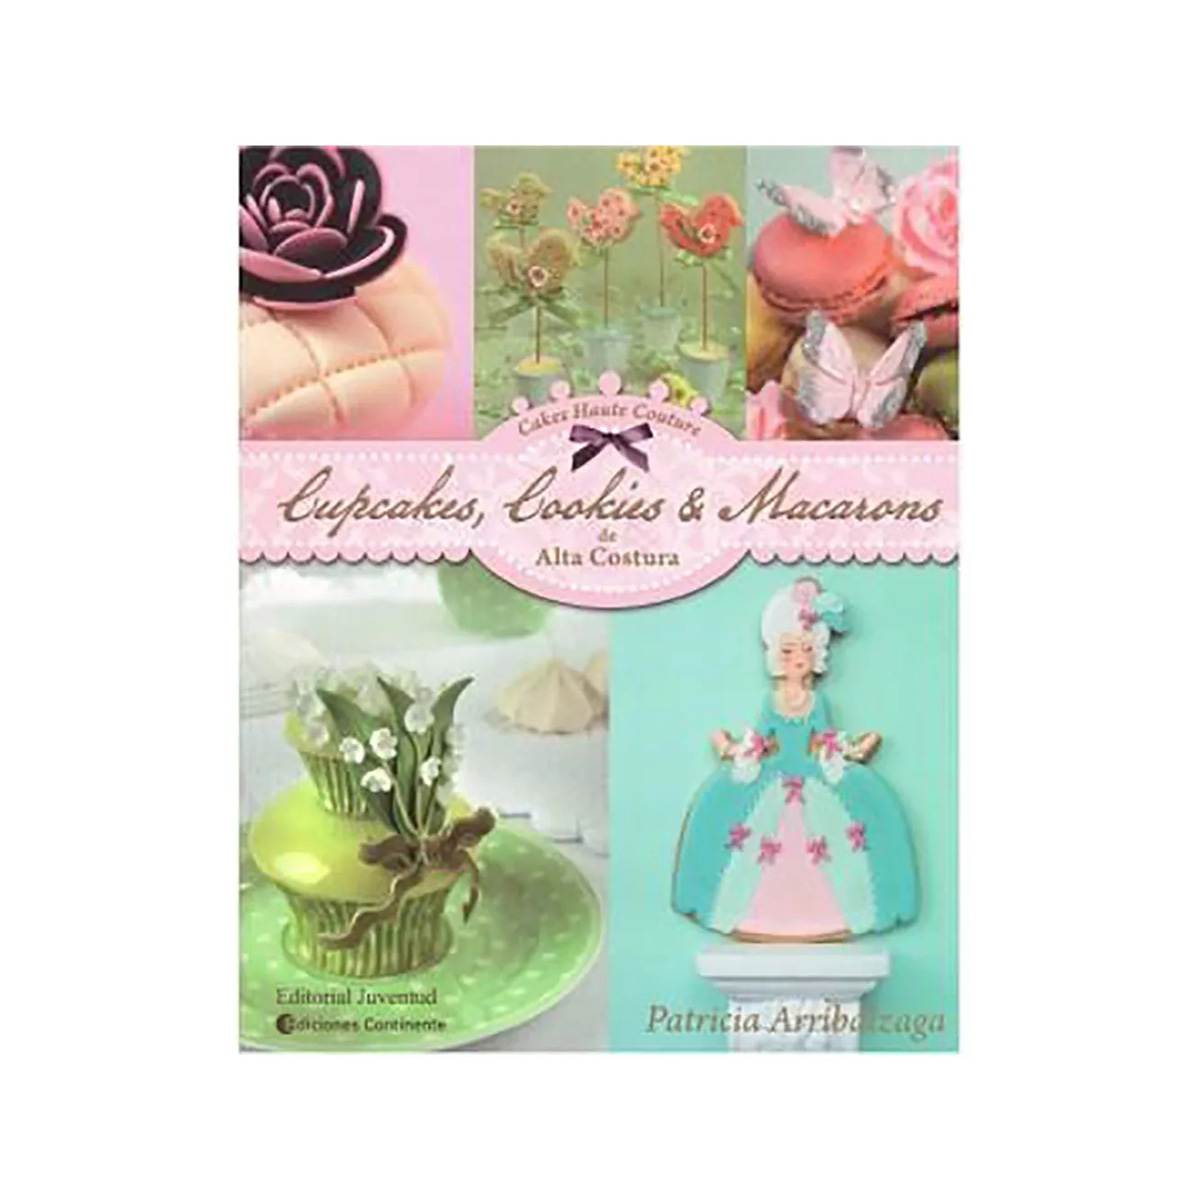 Cakes Haute Couture
Cupcakes, Cookies & Macarons
de
Alta Costura
Editorial Juventud
Ediciones Continente
Patricia Arribalzaga